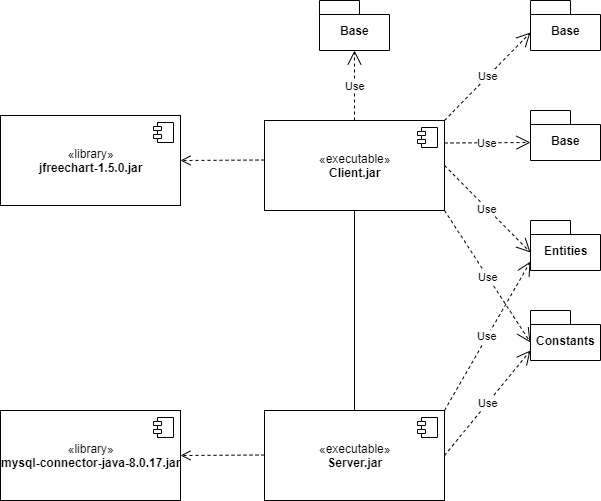 Base
Base
Use
Use
«library»
jfreechart-1.5.0.jar
«executable»
Client.jar
Use
Base
Use
Entities
Use
Use
Constants
Use
«library»
mysql-connector-java-8.0.17.jar
«executable»
Server.jar